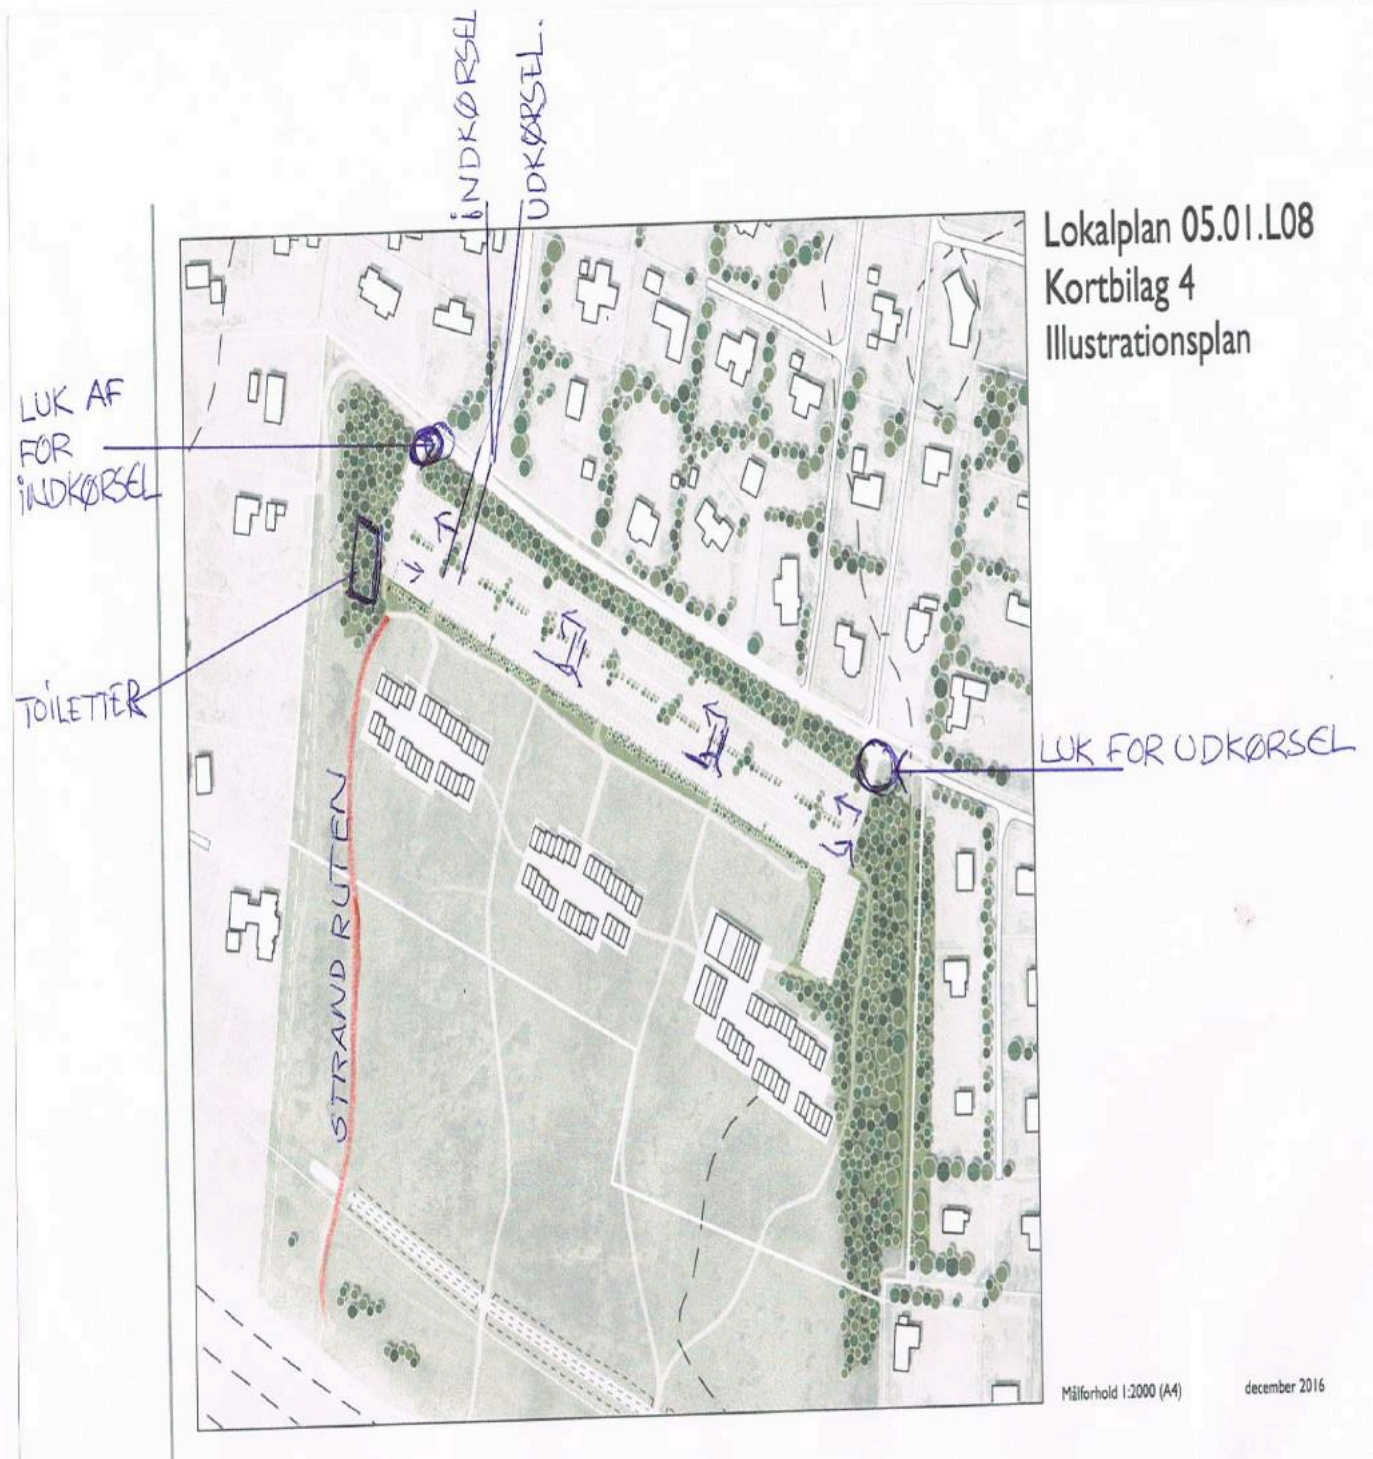 INDKØRSEL
UDKØRSEL.
Lokalplan 05.01.L08
Kortbilag 4
Illustrationsplan
LUK AF
FOR
INDKØRSEL
TOILETTER
LUK FOR UDKØRSEL
STRAND RUTEN
Målforhold 1:2000 (A4)
december 2016